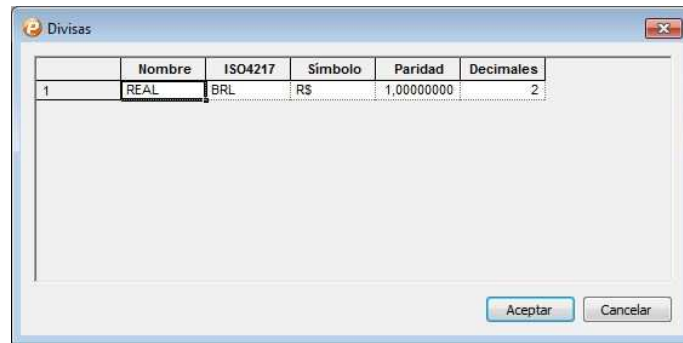 Divisas
Nombre ISO4217 Símbolo Paridad Decimales
1 REAL BRL R$ 1,00000000 2
Aceptar Cancelar